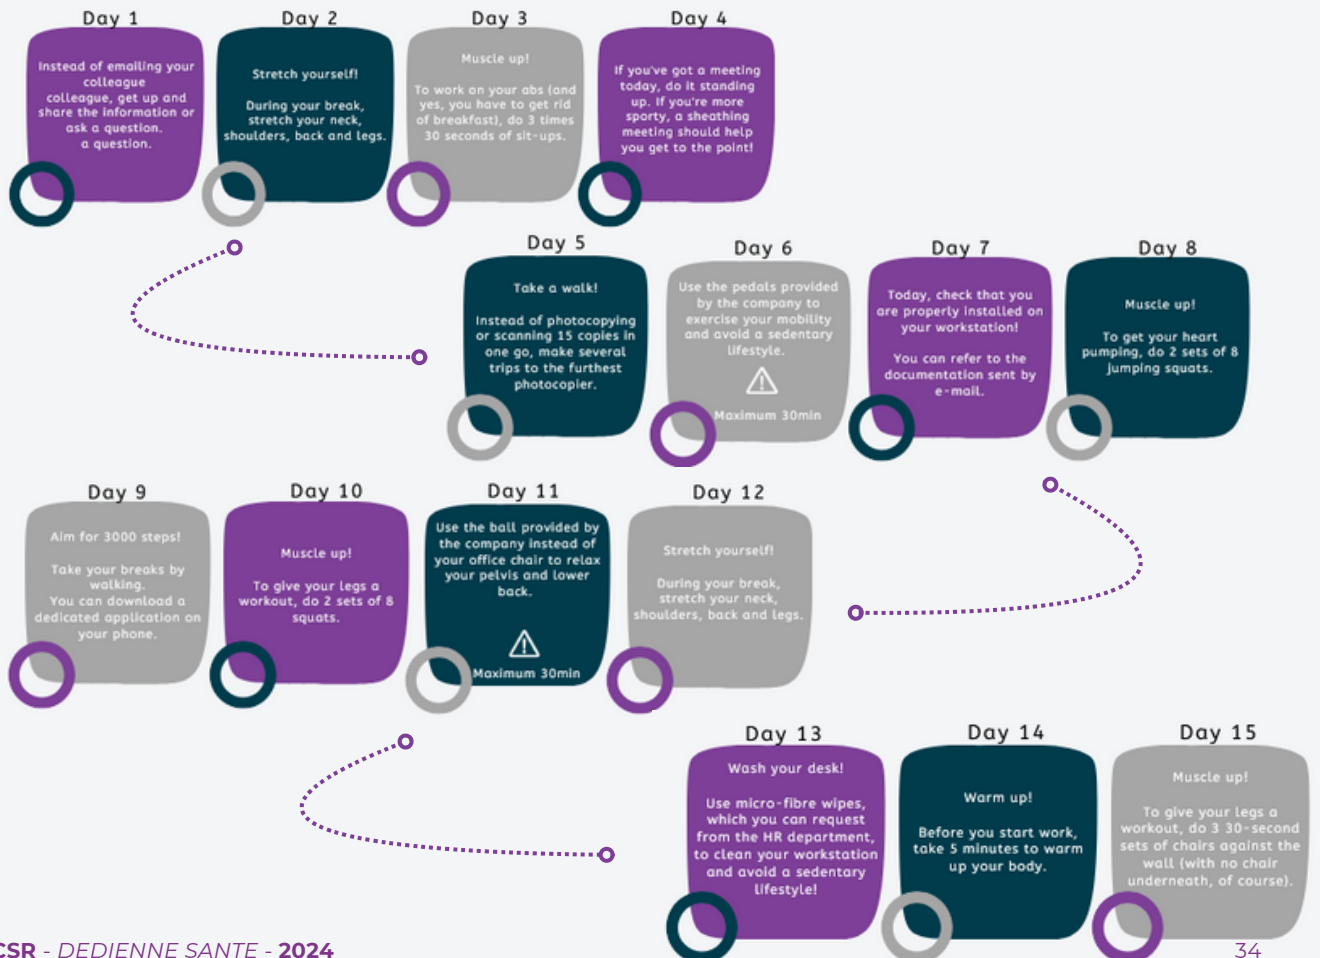 Day 1
Instead of emailing your
colleague
colleague, get up and
share the information or
ask a question.
a question.
Day 2
Stretch yourself!
During your break,
stretch your neck,
shoulders, back and legs.
Day 3
Muscle up!
To work on your abs (and
yes, you have to get rid
of breakfast), do 3 times
30 seconds of sit-ups.
Day 4
If you've got a meeting
today, do it standing
up. If you're more
sporty, a sheathing
meeting should help
you get to the point!
Day 5
Take a walk!
Instead of photocopying
or scanning 15 copies in
one go, make several
trips to the furthest
photocopier.
Day 6
Use the pedals provided
by the company to
exercise your mobility
and avoid a sedentary
lifestyle.
Maximum 30min
Day 7
Today, check that you
are properly installed on
your workstation!
You can refer to the
documentation sent by
e-mail.
Day 8
Muscle up!
To get your heart
pumping, do 2 sets of 8
jumping squats.
Day 9
Aim for 3000 steps!
Take your breaks by
walking.
You can download a
dedicated application on
your phone.
Day 10
Muscle up!
To give your legs a
workout, do 2 sets of 8
squats.
Day 11
Use the ball provided by
the company instead of
your office chair to relax
your pelvis and lower
back.
Maximum 30min
Day 12
Stretch yourself!
During your break,
stretch your neck,
shoulders, back and legs.
Day 13
Wash your desk!
Use micro-fibre wipes,
which you can request
from the HR department,
to clean your workstation
and avoid a sedentary
lifestyle!
Day 14
Warm up!
Before you start work,
take 5 minutes to warm
up your body.
Day 15
Muscle up!
To give your legs a
workout, do 3 30-second
sets of chairs against the
wall (with no chair
underneath, of course).
CSR - DEDIENNE SANTE - 2024
34